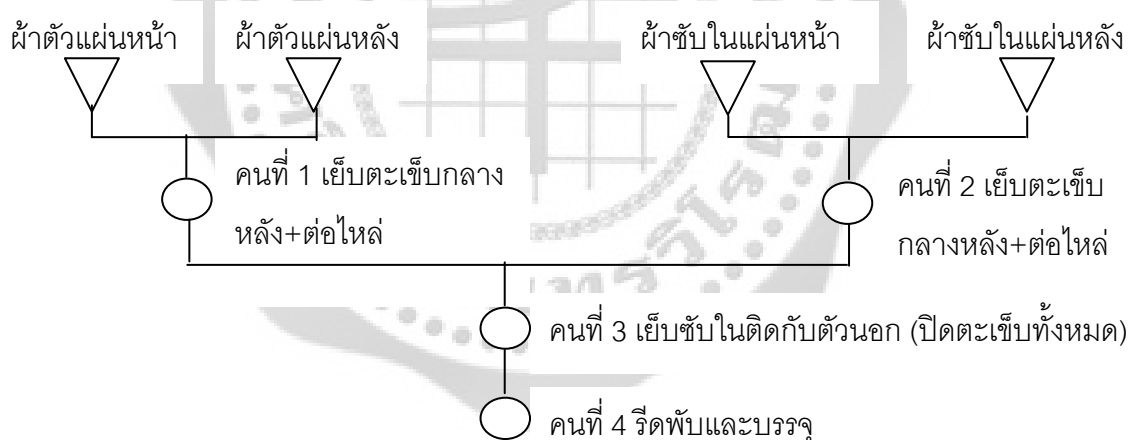 ผ้าตัวแผ่นหน้า ผ้าตัวแผ่นหลัง ผ้าซับในแผ่นหน้า ผ้าซับในแผ่นหลัง
คนที่ 1 เย็บตะเข็บกลาง
หลัง+ต่อไหล่
คนที่ 2 เย็บตะเข็บ
กลางหลัง+ต่อไหล่
คนที่ 3 เย็บซับในติดกับตัวนอก (ปิดตะเข็บทั้งหมด)
คนที่ 4 รีดพับและบรรจุ